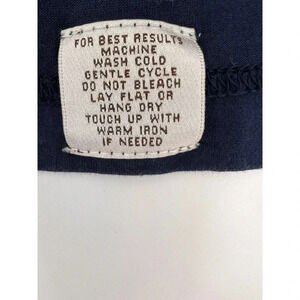 FOR BEST RESULTS
MACHINE
WASH COLD
GENTLE CYCLE
DO NOT BLEACH
LAY FLAT OR
HANG DRY
TOUCH UP WITH
WARM IRON
IF NEEDED